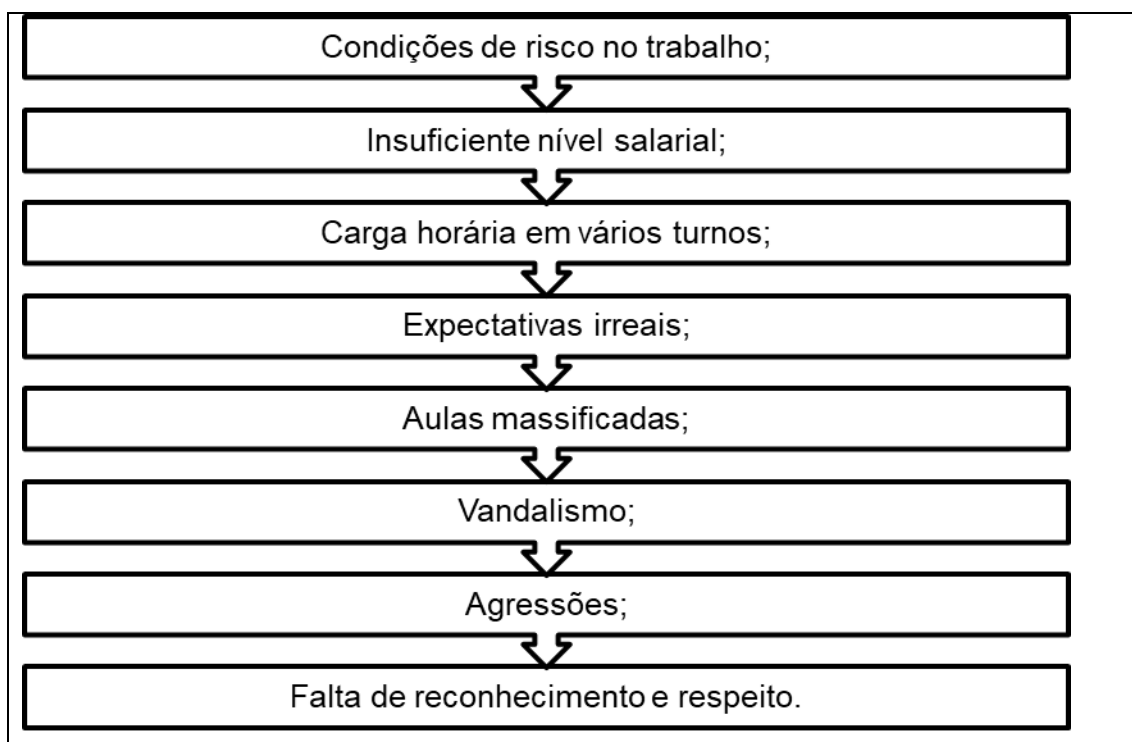 Condições de risco no trabalho;
Insuficiente nível salarial;
Carga horária em vários turnos;
Expectativas irreais;
Aulas massificadas;
Vandalismo;
Agressões;
Falta de reconhecimento e respeito.